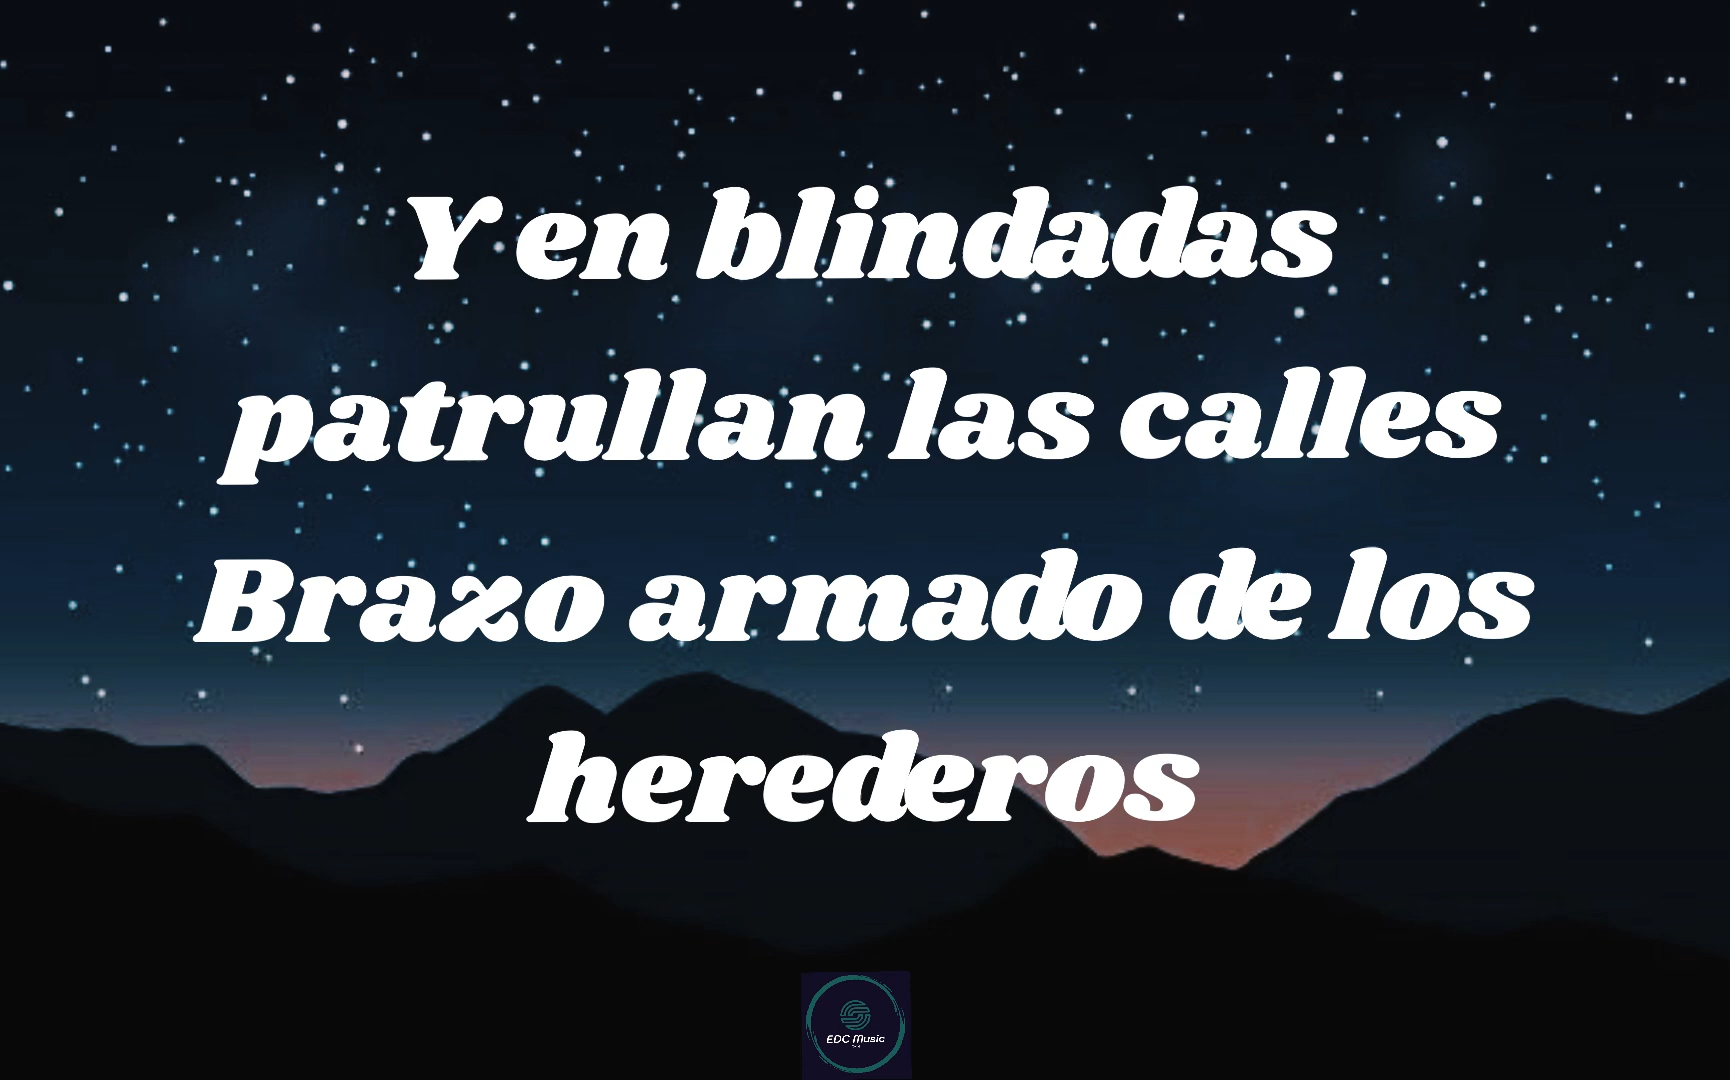 Y en blindadas
patrullan las calles
Brazo armado de los
herederos
EDC Music